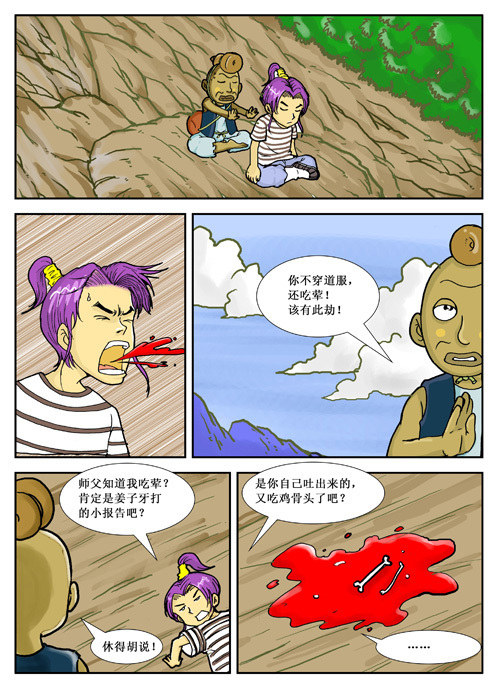 你不穿道服，
还吃荤！
该有此劫！
师父知道我吃荤？
肯定是姜子牙打
的小报告吧？
休得胡说！
是你自己吐出来的，
又吃鸡骨头了吧？
……